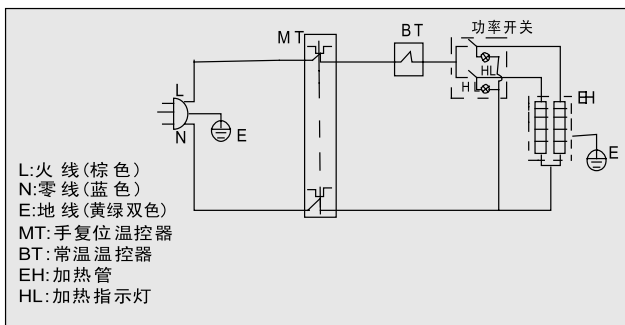 功率开关
MT
BT
HL
H
L
N
E
EH
E
L:火线(棕色)
N:零线(蓝色)
E:地线(黄绿双色)
MT:手复位温控器
BT:常温温控器
EH:加热管
HL:加热指示灯